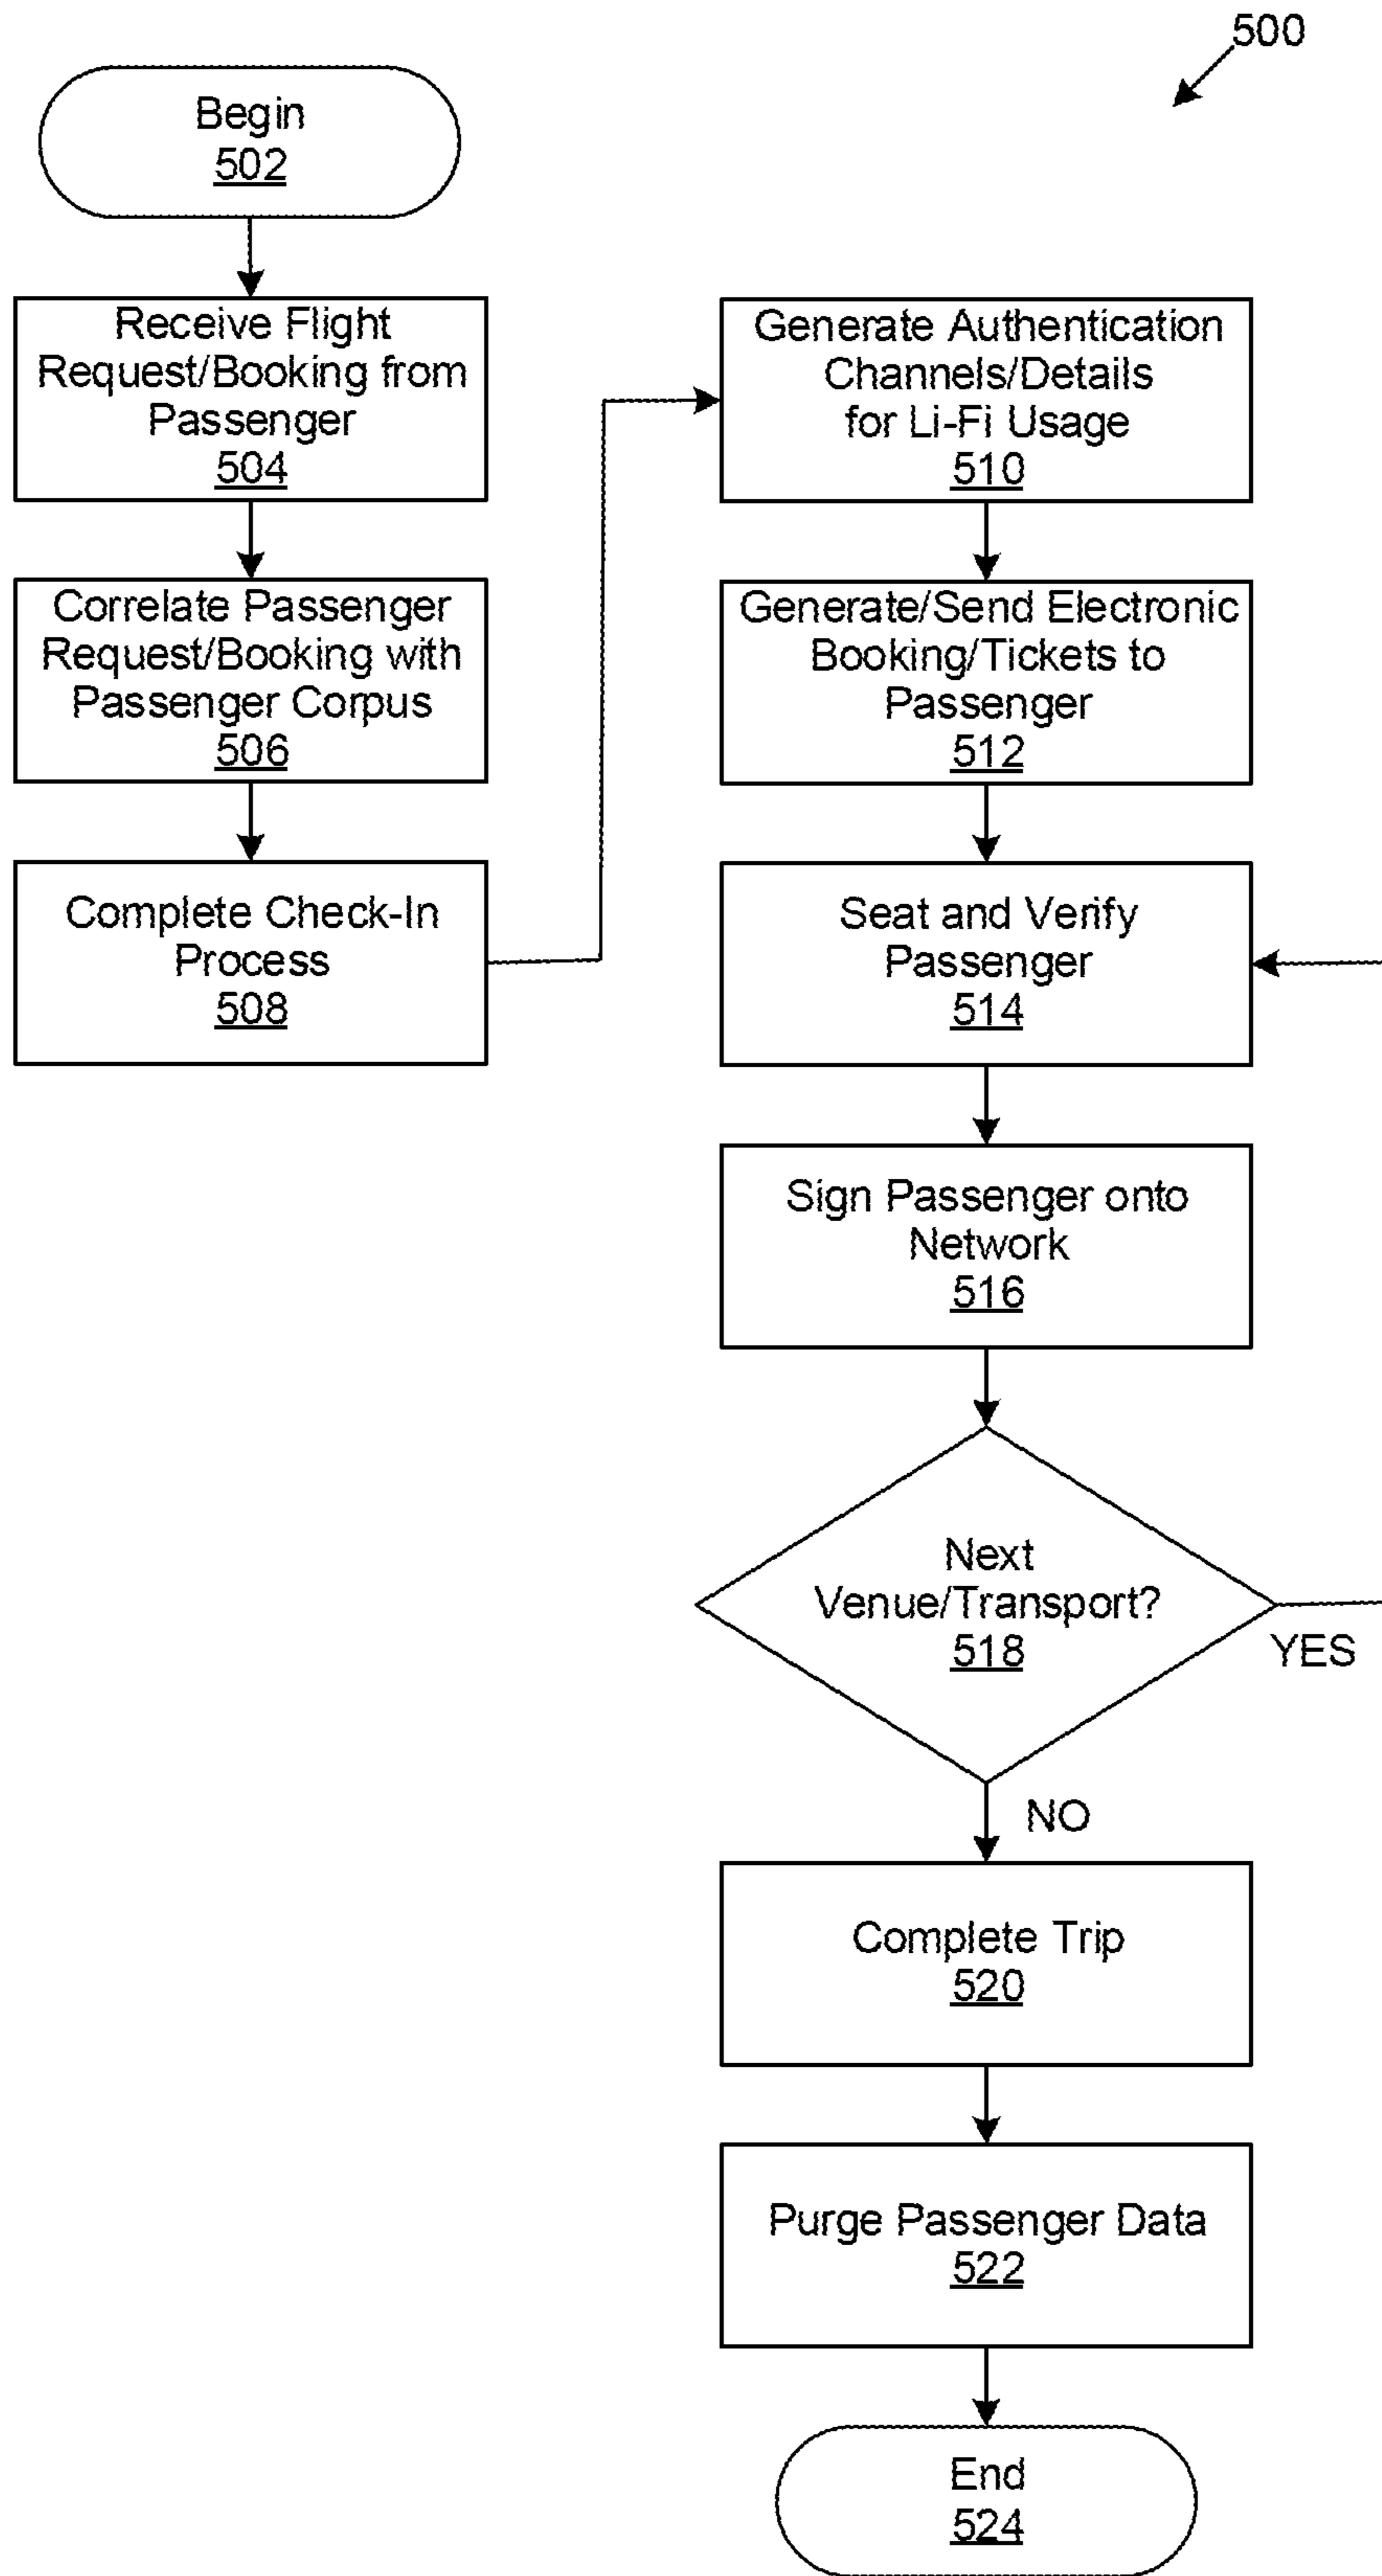 500
Begin
502
Receive Flight
Request/Booking from
Passenger
504
Correlate Passenger
Request/Booking with
Passenger Corpus
506
Complete Check-In
Process
508
Generate Authentication
Channels/Details
for Li-Fi Usage
510
Generate/Send Electronic
Booking/Tickets to
Passenger
512
Seat and Verify
Passenger
514
Sign Passenger onto
Network
516
Next
Venue/Transport?
518
YES
NO
Complete Trip
520
Purge Passenger Data
522
End
524